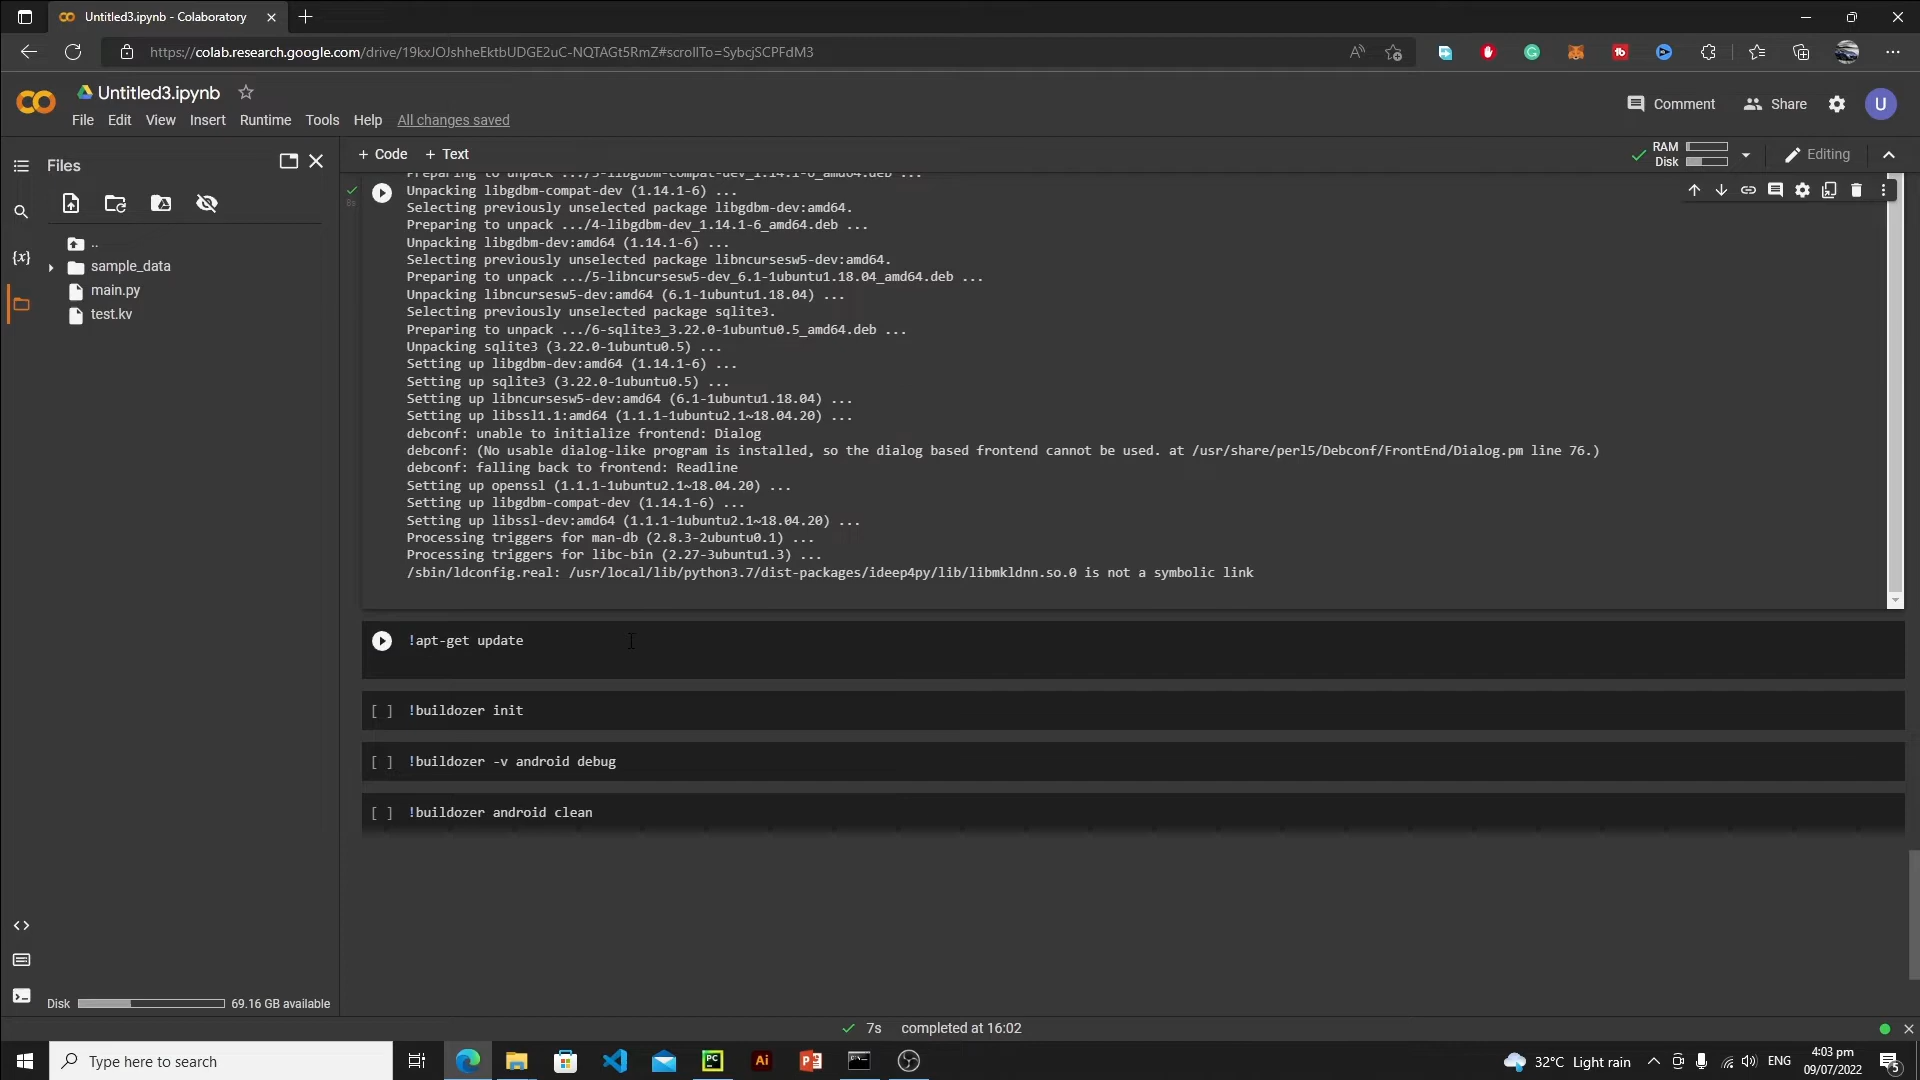 Untitled3.ipynb - Colaboratory
https://colab.research.google.com/drive/19kxJOJshheEktbUDGE2uC-NQTAGt5RmZ#scrollTo=SybcjSCPFdM3
Untitled3.ipynb
Comment
Share
U
File Edit View Insert Runtime Tools Help All changes saved
Files
+ Code + Text
RAM
Disk
Editing
..
sample_data
main.py
test.kv
8s
Preparing to unpack .../3-libgdbm-compat-dev_1.14.1-6_amd64.deb ...
Unpacking libgdbm-compat-dev (1.14.1-6) ...
Selecting previously unselected package libgdbm-dev:amd64.
Preparing to unpack .../4-libgdbm-dev_1.14.1-6_amd64.deb ...
Unpacking libgdbm-dev:amd64 (1.14.1-6) ...
Selecting previously unselected package libncursesw5-dev:amd64.
Preparing to unpack .../5-libncursesw5-dev_6.1-1ubuntu1.18.04_amd64.deb ...
Unpacking libncursesw5-dev:amd64 (6.1-1ubuntu1.18.04) ...
Selecting previously unselected package sqlite3.
Preparing to unpack .../6-sqlite3_3.22.0-1ubuntu0.5_amd64.deb ...
Unpacking sqlite3 (3.22.0-1ubuntu0.5) ...
Setting up libgdbm-dev:amd64 (1.14.1-6) ...
Setting up sqlite3 (3.22.0-1ubuntu0.5) ...
Setting up libncursesw5-dev:amd64 (6.1-1ubuntu1.18.04) ...
Setting up libssl1.1:amd64 (1.1.1-1ubuntu2.1~18.04.20) ...
debconf: unable to initialize frontend: Dialog
debconf: (No usable dialog-like program is installed, so the dialog based frontend cannot be used. at /usr/share/perl5/Debconf/FrontEnd/Dialog.pm line 76.)
debconf: falling back to frontend: Readline
Setting up openssl (1.1.1-1ubuntu2.1~18.04.20) ...
Setting up libgdbm-compat-dev (1.14.1-6) ...
Setting up libssl-dev:amd64 (1.1.1-1ubuntu2.1~18.04.20) ...
Processing triggers for man-db (2.8.3-2ubuntu0.1) ...
Processing triggers for libc-bin (2.27-3ubuntu1.3) ...
/sbin/ldconfig.real: /usr/local/lib/python3.7/dist-packages/ideep4py/lib/libmkldnn.so.0 is not a symbolic link
!apt-get update
[ ] !buildozer init
[ ] !buildozer -v android debug
[ ] !buildozer android clean
Disk 69.16 GB available
7s completed at 16:02
Type here to search
PC
Ai
32°C Light rain
ENG
4:03 pm
09/07/2022
5